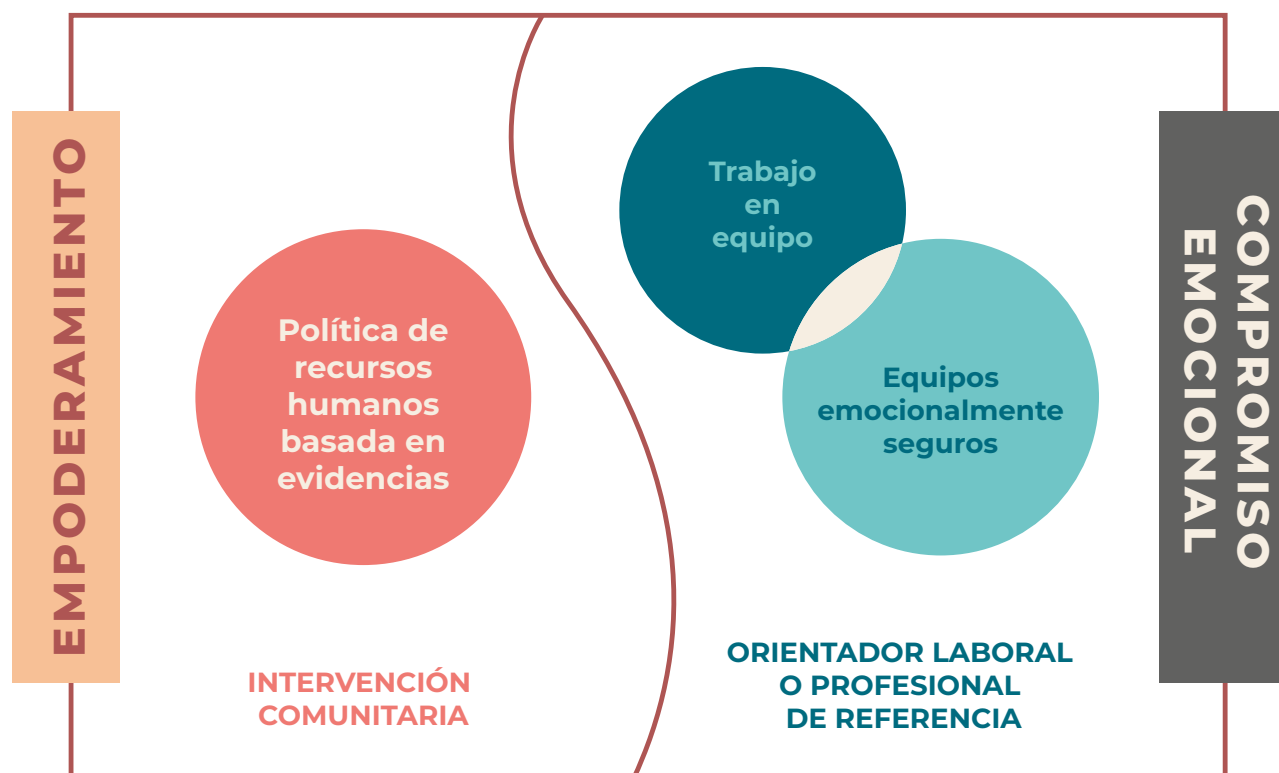 EMPODERAMIENTO
Política de
recursos
humanos
basada en
evidencias
INTERVENCIÓN
COMUNITARIA
Trabajo
en
equipo
Equipos
emocionalmente
seguros
ORIENTADOR LABORAL
O PROFESIONAL
DE REFERENCIA
COMPROMISO
EMOCIONAL